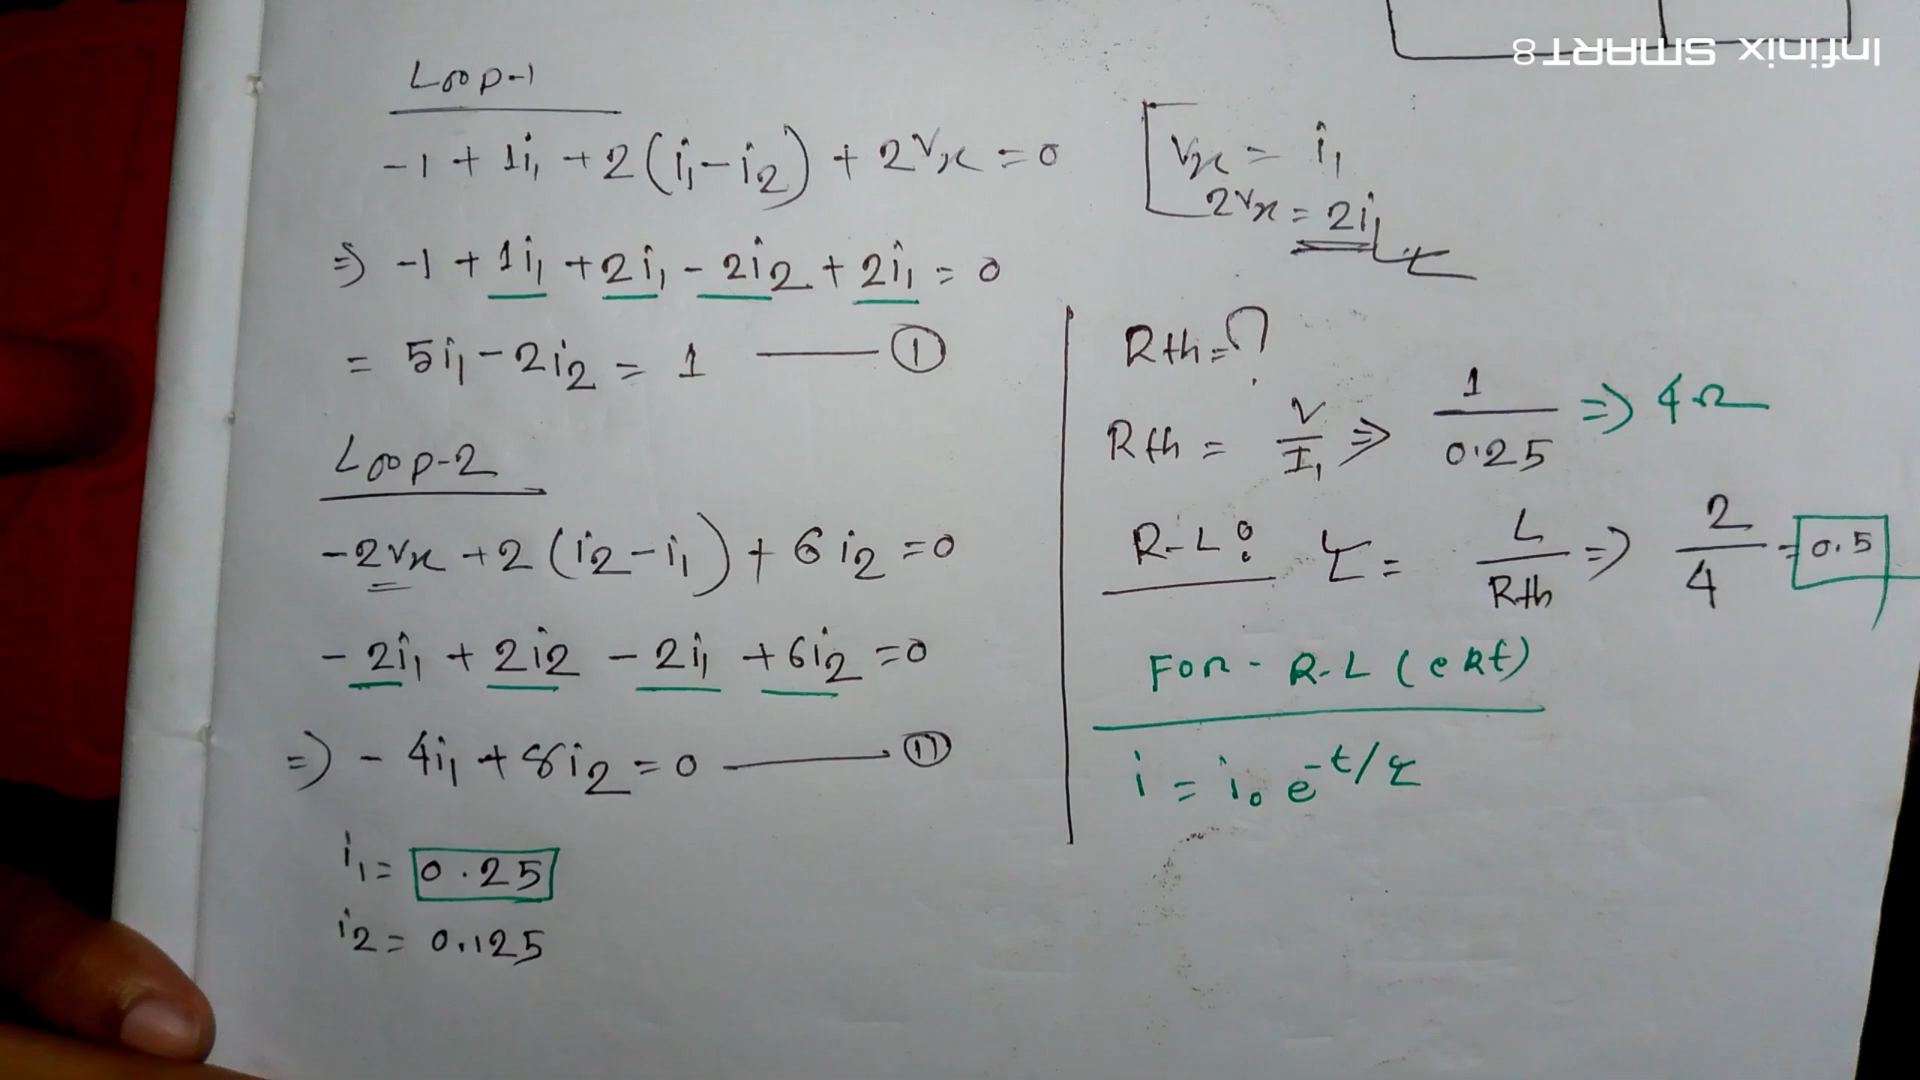 Infinix SMART 8
Loop-1
-1 + 1i₁ + 2(i₁-i₂) + 2Vx = 0
⇒ -1 + 1i₁ + 2i₁ - 2i₂ + 2i₁ = 0
= 5i₁ - 2i₂ = 1 —— ①
Loop-2
-2Vx + 2(i₂-i₁) + 6i₂ = 0
-2i₁ + 2i₂ - 2i₁ + 6i₂ = 0
⇒ -4i₁ + 8i₂ = 0 —— ⑪
i₁ = 0.25
i₂ = 0.125
Vx = i₁
2Vx = 2i₁
Rth = ?
Rth = V/I₁ ⇒ 1/0.25 ⇒ 4Ω
R-L: τ = L/Rth ⇒ 2/4 = 0.5
For - R-L (ckt)
i = i₀ e^-t/τ